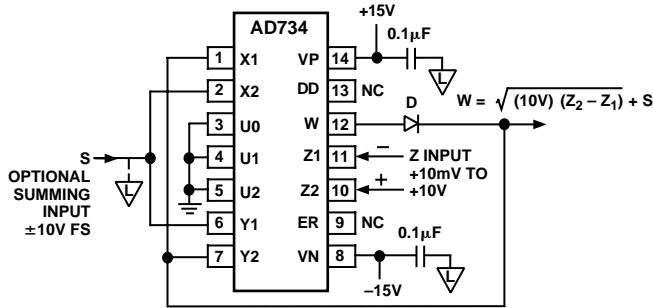 AD734
+15V
0.1μF
L
1 X1 VP 14
2 X2 DD 13 NC
3 U0 W 12 D
W = √(10V) (Z₂ – Z₁) + S
4 U1 Z1 11 – Z INPUT
+10mV TO
+10V
5 U2 Z2 10 +
6 Y1 ER 9 NC
7 Y2 VN 8
0.1μF
L
–15V
S
L
OPTIONAL
SUMMING
INPUT
±10V FS